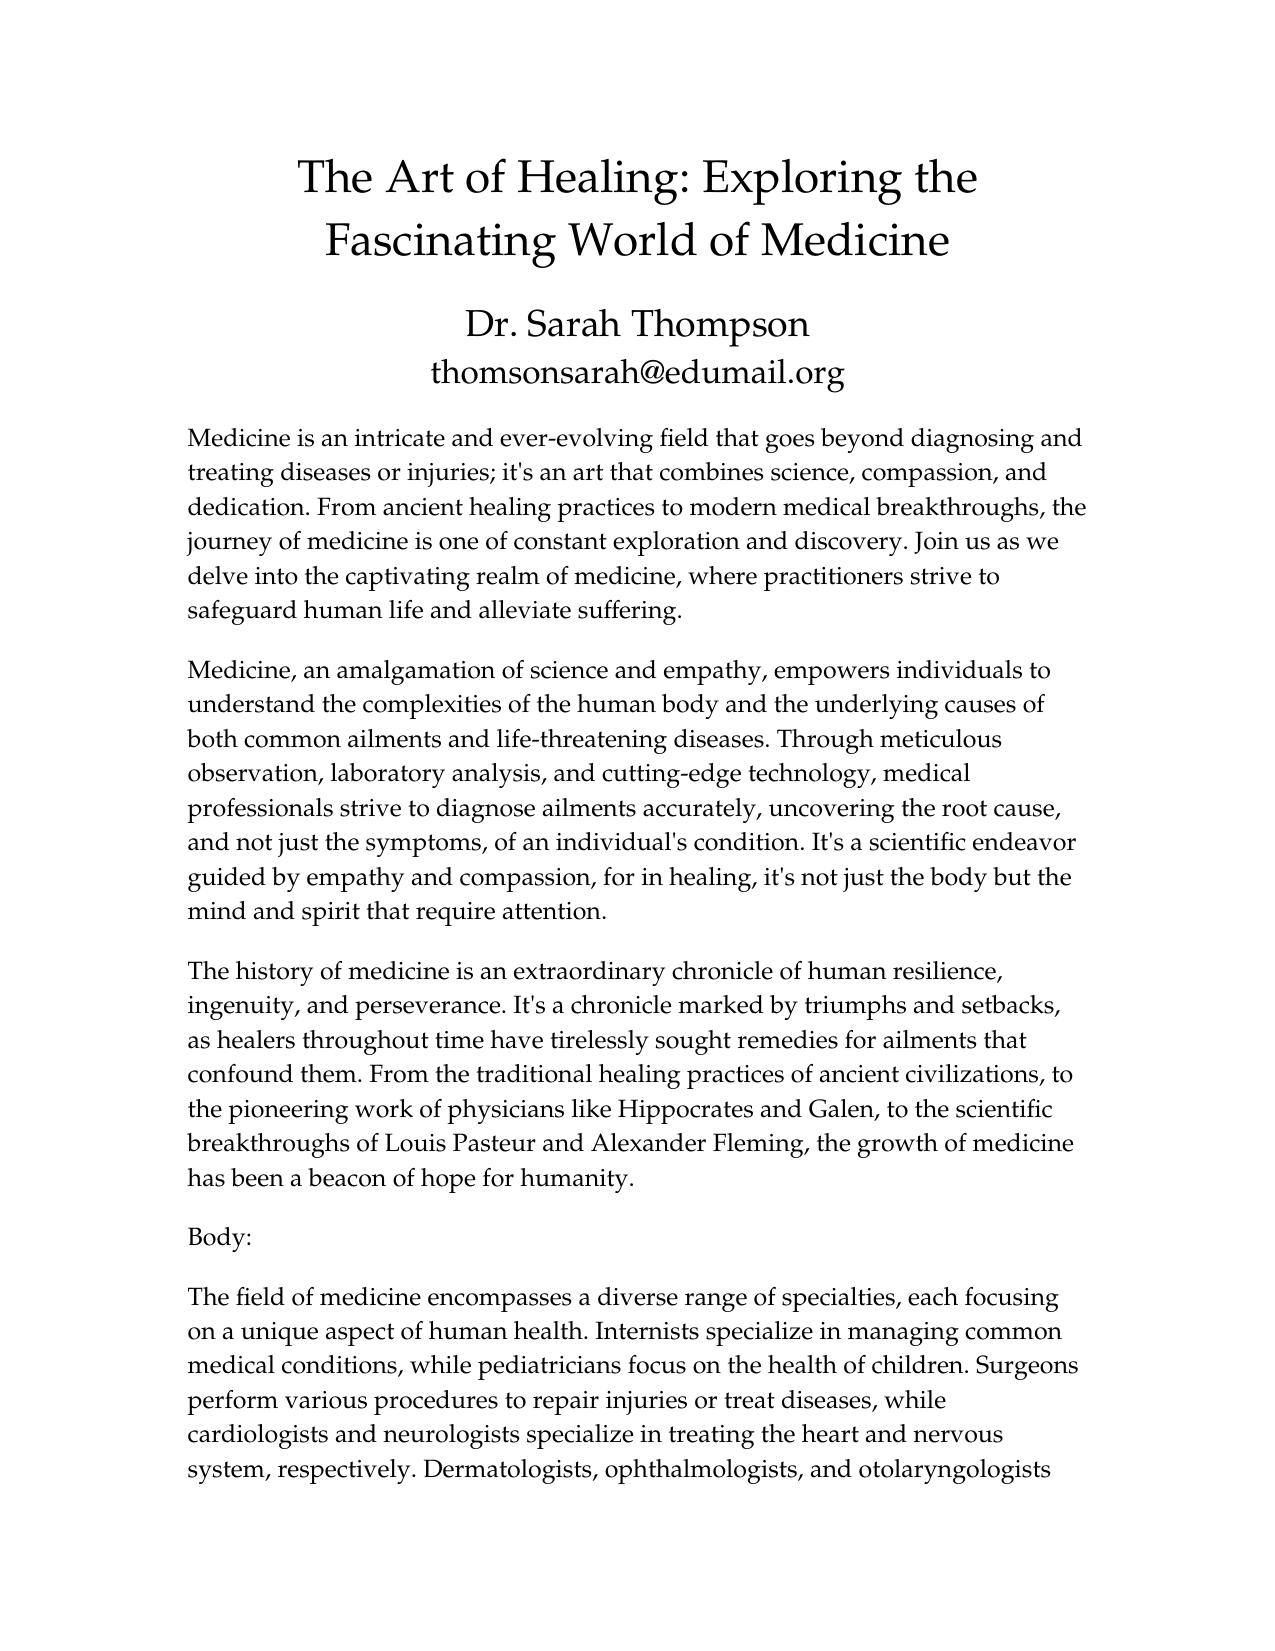 The Art of Healing: Exploring the
Fascinating World of Medicine
Dr. Sarah Thompson
thomsonsarah@edumail.org
Medicine is an intricate and ever-evolving field that goes beyond diagnosing and
treating diseases or injuries; it's an art that combines science, compassion, and
dedication. From ancient healing practices to modern medical breakthroughs, the
journey of medicine is one of constant exploration and discovery. Join us as we
delve into the captivating realm of medicine, where practitioners strive to
safeguard human life and alleviate suffering.
Medicine, an amalgamation of science and empathy, empowers individuals to
understand the complexities of the human body and the underlying causes of
both common ailments and life-threatening diseases. Through meticulous
observation, laboratory analysis, and cutting-edge technology, medical
professionals strive to diagnose ailments accurately, uncovering the root cause,
and not just the symptoms, of an individual's condition. It's a scientific endeavor
guided by empathy and compassion, for in healing, it's not just the body but the
mind and spirit that require attention.
The history of medicine is an extraordinary chronicle of human resilience,
ingenuity, and perseverance. It's a chronicle marked by triumphs and setbacks,
as healers throughout time have tirelessly sought remedies for ailments that
confound them. From the traditional healing practices of ancient civilizations, to
the pioneering work of physicians like Hippocrates and Galen, to the scientific
breakthroughs of Louis Pasteur and Alexander Fleming, the growth of medicine
has been a beacon of hope for humanity.
Body:
The field of medicine encompasses a diverse range of specialties, each focusing
on a unique aspect of human health. Internists specialize in managing common
medical conditions, while pediatricians focus on the health of children. Surgeons
perform various procedures to repair injuries or treat diseases, while
cardiologists and neurologists specialize in treating the heart and nervous
system, respectively. Dermatologists, ophthalmologists, and otolaryngologists